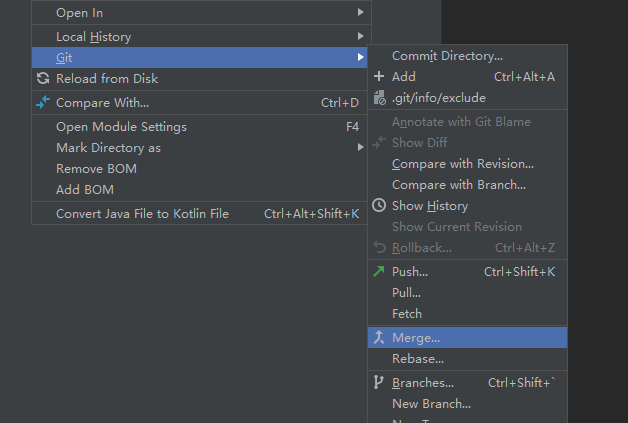 Open In
Local History
Git
Reload from Disk
Compare With... Ctrl+D
Open Module Settings F4
Mark Directory as
Remove BOM
Add BOM
Convert Java File to Kotlin File Ctrl+Alt+Shift+K
Commit Directory...
Add Ctrl+Alt+A
.git/info/exclude
Annotate with Git Blame
Show Diff
Compare with Revision...
Compare with Branch...
Show History
Show Current Revision
Rollback... Ctrl+Alt+Z
Push... Ctrl+Shift+K
Pull...
Fetch
Merge...
Rebase...
Branches... Ctrl+Shift+`
New Branch...